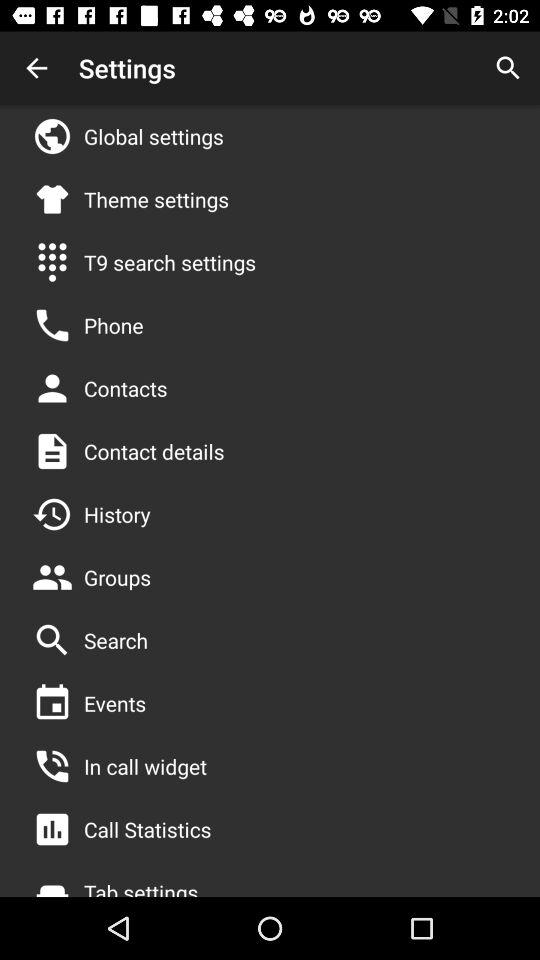 2:02
Settings
Global settings
Theme settings
T9 search settings
Phone
Contacts
Contact details
History
Groups
Search
Events
In call widget
Call Statistics
Tab settings